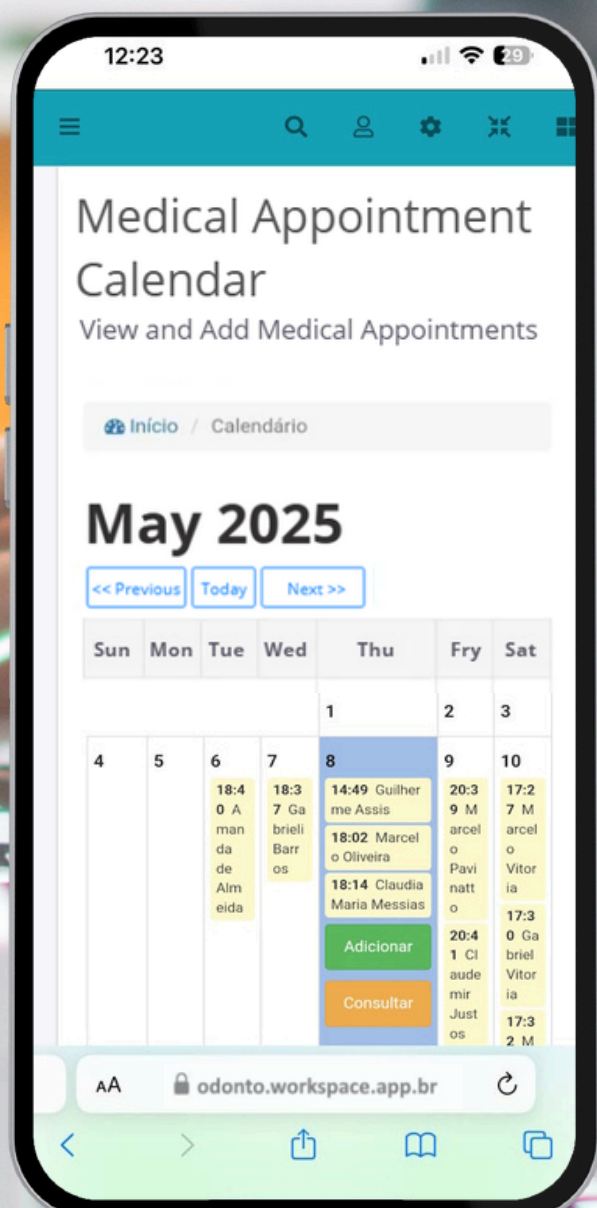 12:23
29
Medical Appointment
Calendar
View and Add Medical Appointments
Início / Calendário
May 2025
<< Previous Today Next >>
Sun Mon Tue Wed Thu Fry Sat
1 2 3
4 5 6 7 8 9 10
18:4
0 A
man
da
de
Alm
eida
18:3
7 Ga
brieli
Barr
os
14:49 Guilher
me Assis
18:02 Marcel
o Oliveira
18:14 Claudia
Maria Messias
Adicionar
Consultar
20:3
9 M
arcel
o
Pavi
natt
o
20:4
1 Cl
aude
mir
Just
os
17:2
7 M
arcel
o
Vitor
ia
17:3
0 Ga
briel
Vitor
ia
17:3
2 M
AA odonto.workspace.app.br